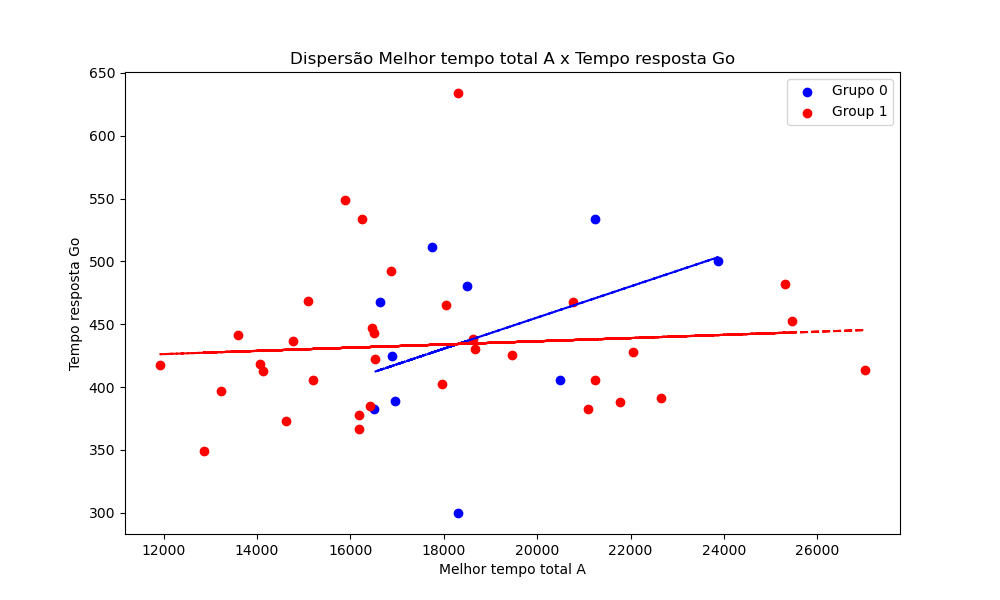 Dispersão Melhor tempo total A x Tempo resposta Go
Grupo 0
Group 1
Tempo resposta Go
650
600
550
500
450
400
350
300
12000 14000 16000 18000 20000 22000 24000 26000
Melhor tempo total A